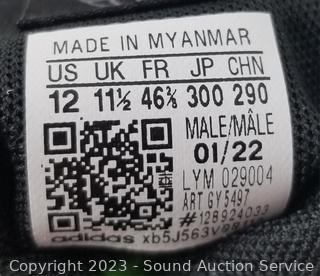 MADE IN MYANMAR
US UK FR JP CHN
12 11½ 46⅔ 300 290
MALE/MÂLE
01/22
LYM 029004
ART GY5497
#128924033
adidas
Copyright 2023 - Sound Auction Service